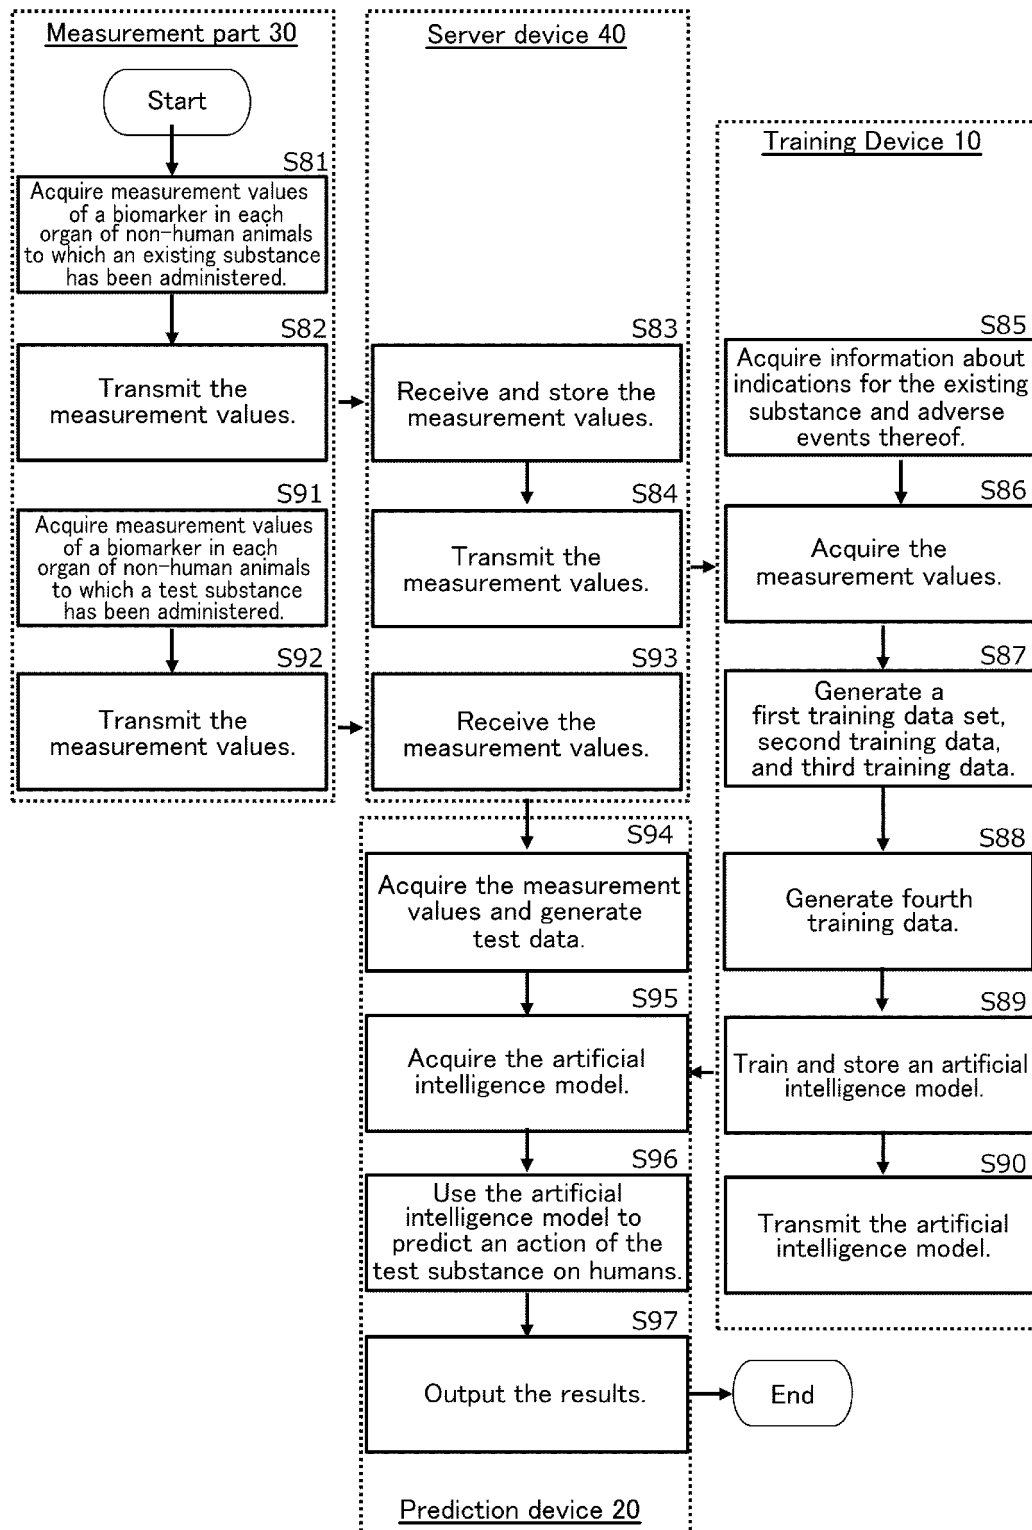 Measurement part 30
Start
S81
Acquire measurement values
of a biomarker in each
organ of non-human animals
to which an existing substance
has been administered.
S82
Transmit the
measurement values.
S91
Acquire measurement values
of a biomarker in each
organ of non-human animals
to which a test substance
has been administered.
S92
Transmit the
measurement values.
Server device 40
S83
Receive and store the
measurement values.
S84
Transmit the
measurement values.
S93
Receive the
measurement values.
Training Device 10
S85
Acquire information about
indications for the existing
substance and adverse
events thereof.
S86
Acquire the
measurement values.
S87
Generate a
first training data set,
second training data,
and third training data.
S88
Generate fourth
training data.
S89
Train and store an artificial
intelligence model.
S90
Transmit the artificial
intelligence model.
S94
Acquire the measurement
values and generate
test data.
S95
Acquire the artificial
intelligence model.
S96
Use the artificial
intelligence model to
predict an action of the
test substance on humans.
S97
Output the results.
End
Prediction device 20